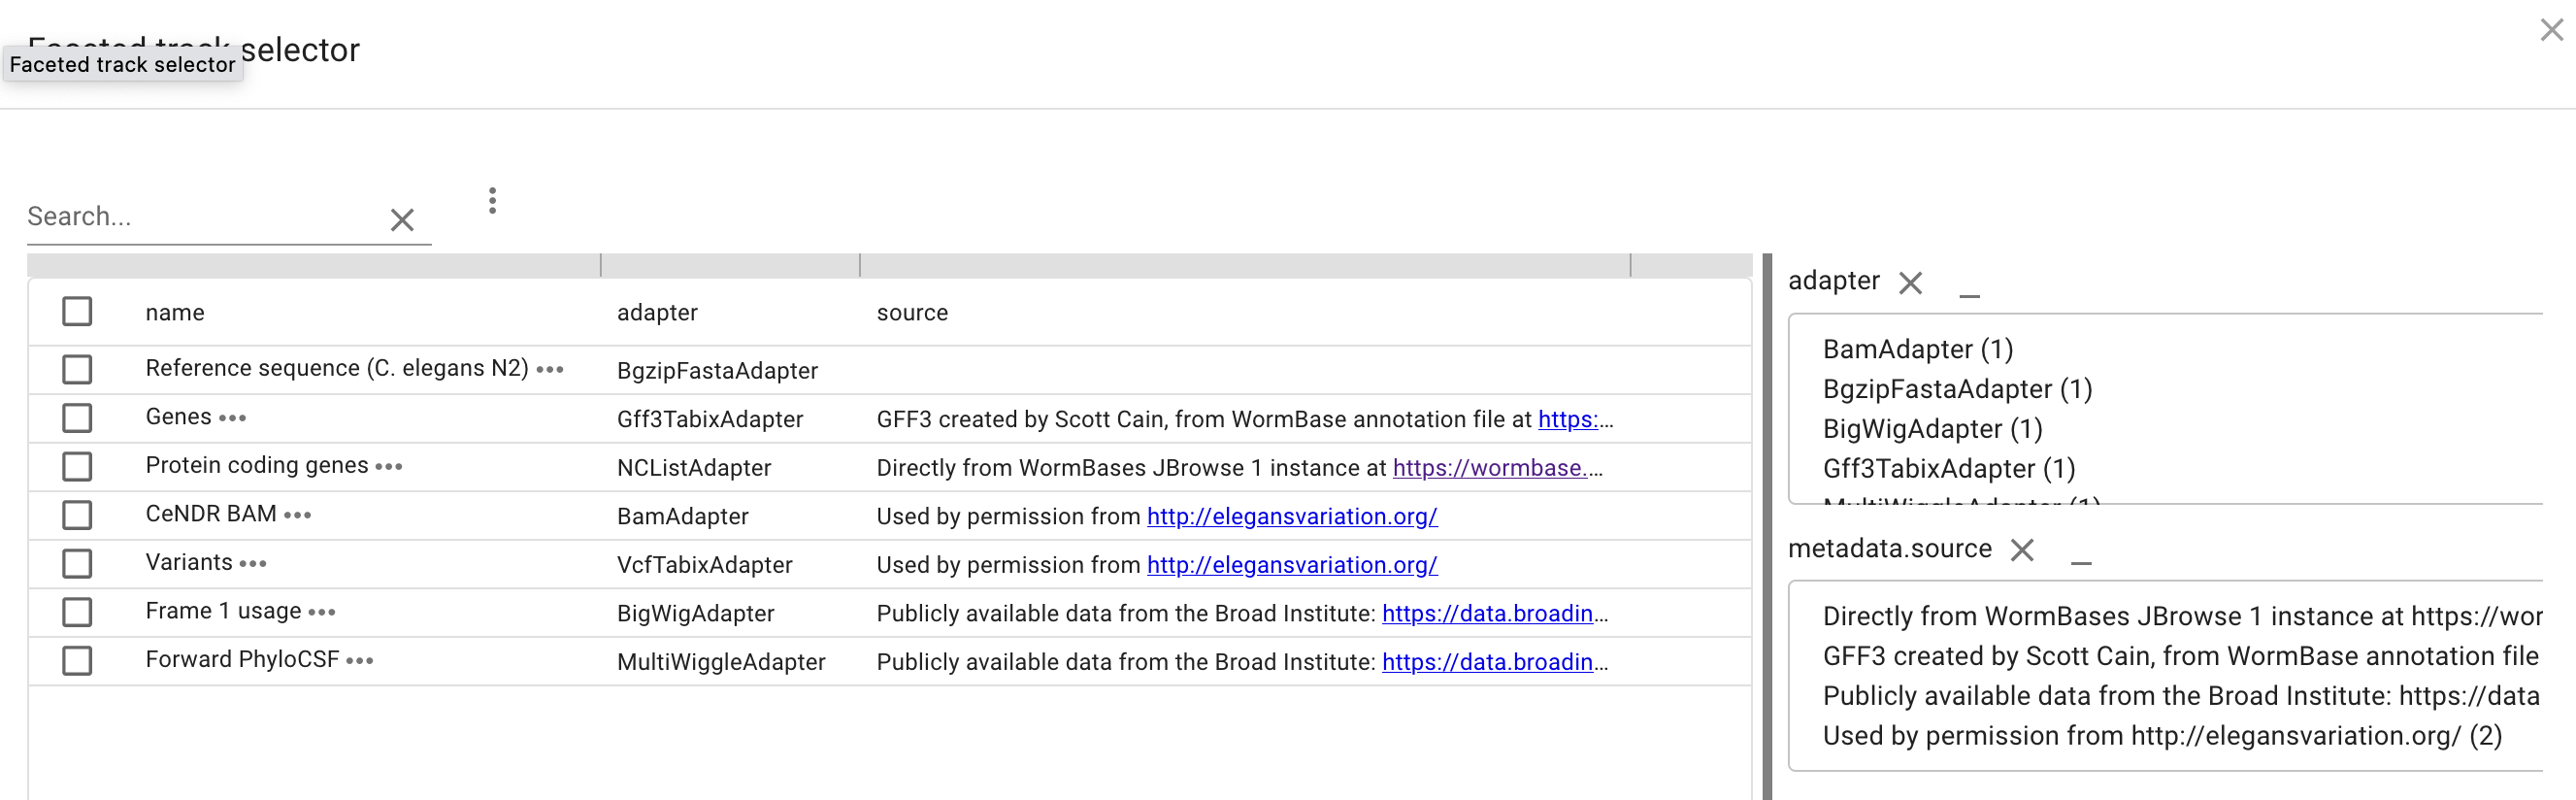 Faceted track selector
Faceted track selector
Search...
name adapter source
Reference sequence (C. elegans N2) ••• BgzipFastaAdapter
Genes ••• Gff3TabixAdapter GFF3 created by Scott Cain, from WormBase annotation file at https:...
Protein coding genes ••• NCListAdapter Directly from WormBases JBrowse 1 instance at https://wormbase....
CeNDR BAM ••• BamAdapter Used by permission from http://elegansvariation.org/
Variants ••• VcfTabixAdapter Used by permission from http://elegansvariation.org/
Frame 1 usage ••• BigWigAdapter Publicly available data from the Broad Institute: https://data.broadin...
Forward PhyloCSF ••• MultiWiggleAdapter Publicly available data from the Broad Institute: https://data.broadin...
adapter
BamAdapter (1)
BgzipFastaAdapter (1)
BigWigAdapter (1)
Gff3TabixAdapter (1)
MultiWiggleAdapter (1)
metadata.source
Directly from WormBases JBrowse 1 instance at https://wor
GFF3 created by Scott Cain, from WormBase annotation file
Publicly available data from the Broad Institute: https://data
Used by permission from http://elegansvariation.org/ (2)